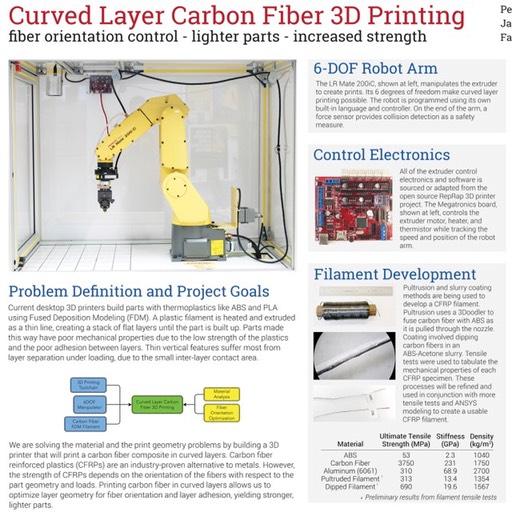 Curved Layer Carbon Fiber 3D Printing
fiber orientation control - lighter parts - increased strength
Pe
Ja
Fa
LR Mate 200iC
6-DOF Robot Arm
The LR Mate 200iC, shown at left, manipulates the extruder
to create prints. Its 6 degrees of freedom make curved layer
printing possible. The robot is programmed using its own
built-in language and controller. On the end of the arm, a
force sensor provides collision detection as a safety
measure.
Control Electronics
All of the extruder control
electronics and software is
sourced or adapted from the
open source RepRap 3D printer
project. The Megatronics board,
shown at left, controls the
extruder motor, heater, and
thermistor while tracking the
speed and position of the robot
arm.
Problem Definition and Project Goals
Current desktop 3D printers build parts with thermoplastics like ABS and PLA
using Fused Deposition Modeling (FDM). A plastic filament is heated and extruded
as a thin line, creating a stack of flat layers until the part is built up. Parts made
this way have poor mechanical properties due to the low strength of the plastics
and the poor adhesion between layers. Thin vertical features suffer most from
layer separation under loading, due to the small inter-layer contact area.
3D Printing
Toolchain
6DOF
Manipulator
Carbon Fiber
FDM Filament
Curved Layer Carbon
Fiber 3D Printing
Material
Analysis
Fiber
Orientation
Optimization
We are solving the material and the print geometry problems by building a 3D
printer that will print a carbon fiber composite in curved layers. Carbon fiber
reinforced plastics (CFRPs) are an industry-proven alternative to metals. However,
the strength of CFRPs depends on the orientation of the fibers with respect to the
part geometry and loads. Printing carbon fiber in curved layers allows us to
optimize layer geometry for fiber orientation and layer adhesion, yielding stronger,
lighter parts.
Filament Development
Pultrusion and slurry coating
methods are being used to
develop a CFRP filament.
Pultrusion uses a 3Doodler to
fuse carbon fiber with ABS as
it is pulled through the nozzle.
Coating involved dipping
carbon fibers in an
ABS-Acetone slurry. Tensile
tests were used to tabulate the
mechanical properties of each
CFRP specimen. These
processes will be refined and
used in conjunction with more
tensile tests and ANSYS
modeling to create a usable
CFRP filament.
Material Ultimate Tensile Strength (MPa) Stiffness (GPa) Density (kg/m³)
ABS 53 2.3 1040
Carbon Fiber 3750 231 1750
Aluminum (6061) 310 68.9 2700
Pultruded Filament* 313 13.4 1354
Dipped Filament* 690 19.6 1567
* Preliminary results from filament tensile tests